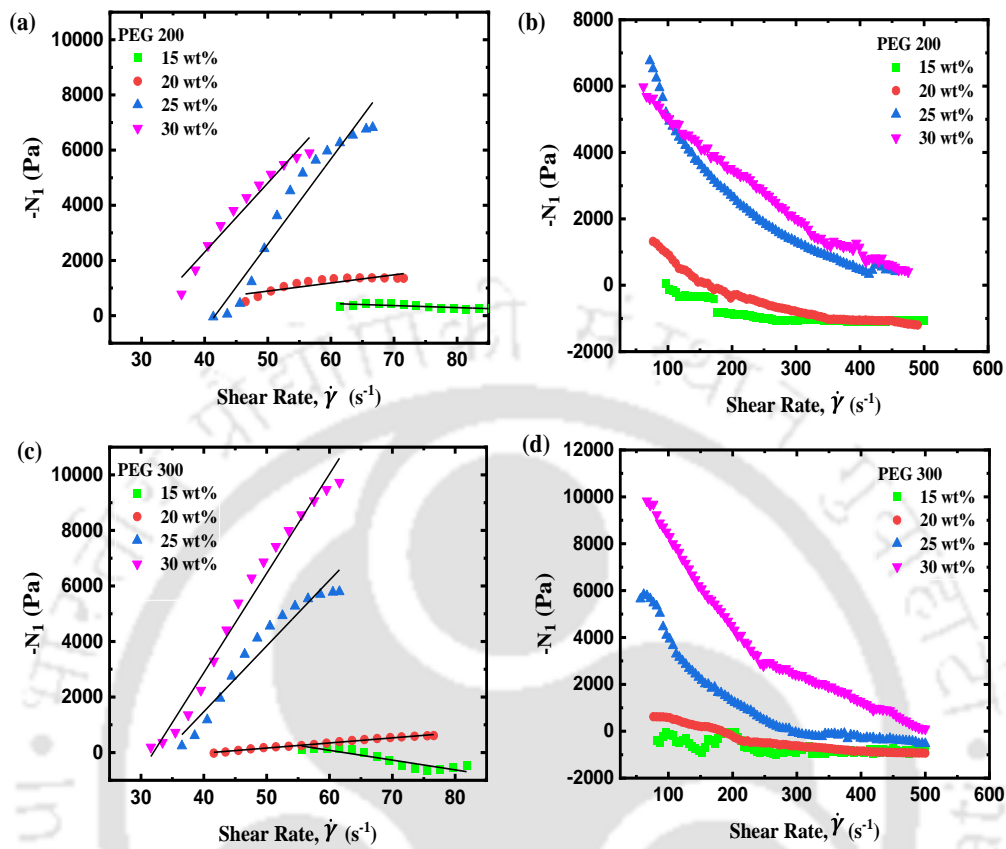 (a)
PEG 200
15 wt%
20 wt%
25 wt%
30 wt%
10000
8000
6000
4000
2000
0
-N1 (Pa)
30 40 50 60 70 80
Shear Rate, γ̇ (s-1)
(b)
PEG 200
15 wt%
20 wt%
25 wt%
30 wt%
8000
6000
4000
2000
0
-2000
-N1 (Pa)
100 200 300 400 500 600
Shear Rate, γ̇ (s-1)
(c)
PEG 300
15 wt%
20 wt%
25 wt%
30 wt%
10000
8000
6000
4000
2000
0
-N1 (Pa)
30 40 50 60 70 80
Shear Rate, γ̇ (s-1)
(d)
PEG 300
15 wt%
20 wt%
25 wt%
30 wt%
12000
10000
8000
6000
4000
2000
0
-2000
-N1 (Pa)
100 200 300 400 500 600
Shear Rate, γ̇ (s-1)